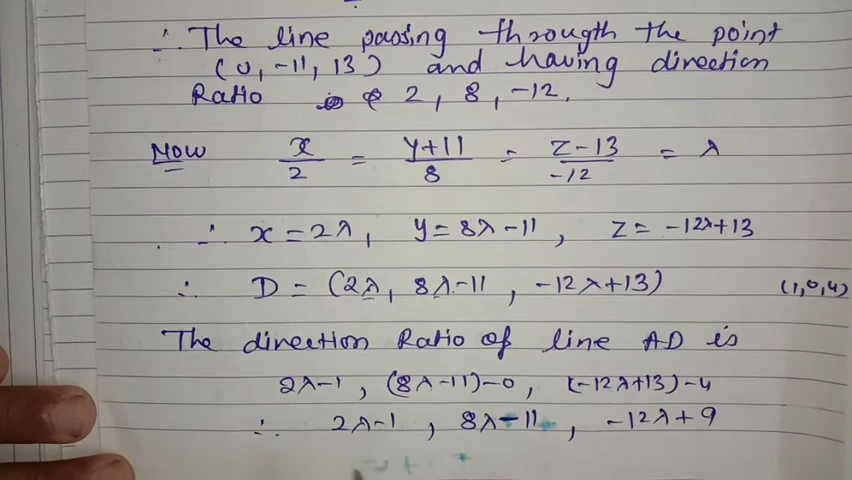 ∴ The line passing througth the point
(0, -11, 13) and having direction
Ratio 2, 8, -12.
Now x/2 = y+11/8 = z-13/-12 = λ
∴ x = 2λ, y = 8λ-11, z = -12λ+13
∴ D = (2λ, 8λ-11, -12λ+13) (1,0,4)
The direction Ratio of line AD is
2λ-1, (8λ-11)-0, (-12λ+13)-4
∴ 2λ-1, 8λ-11, -12λ+9